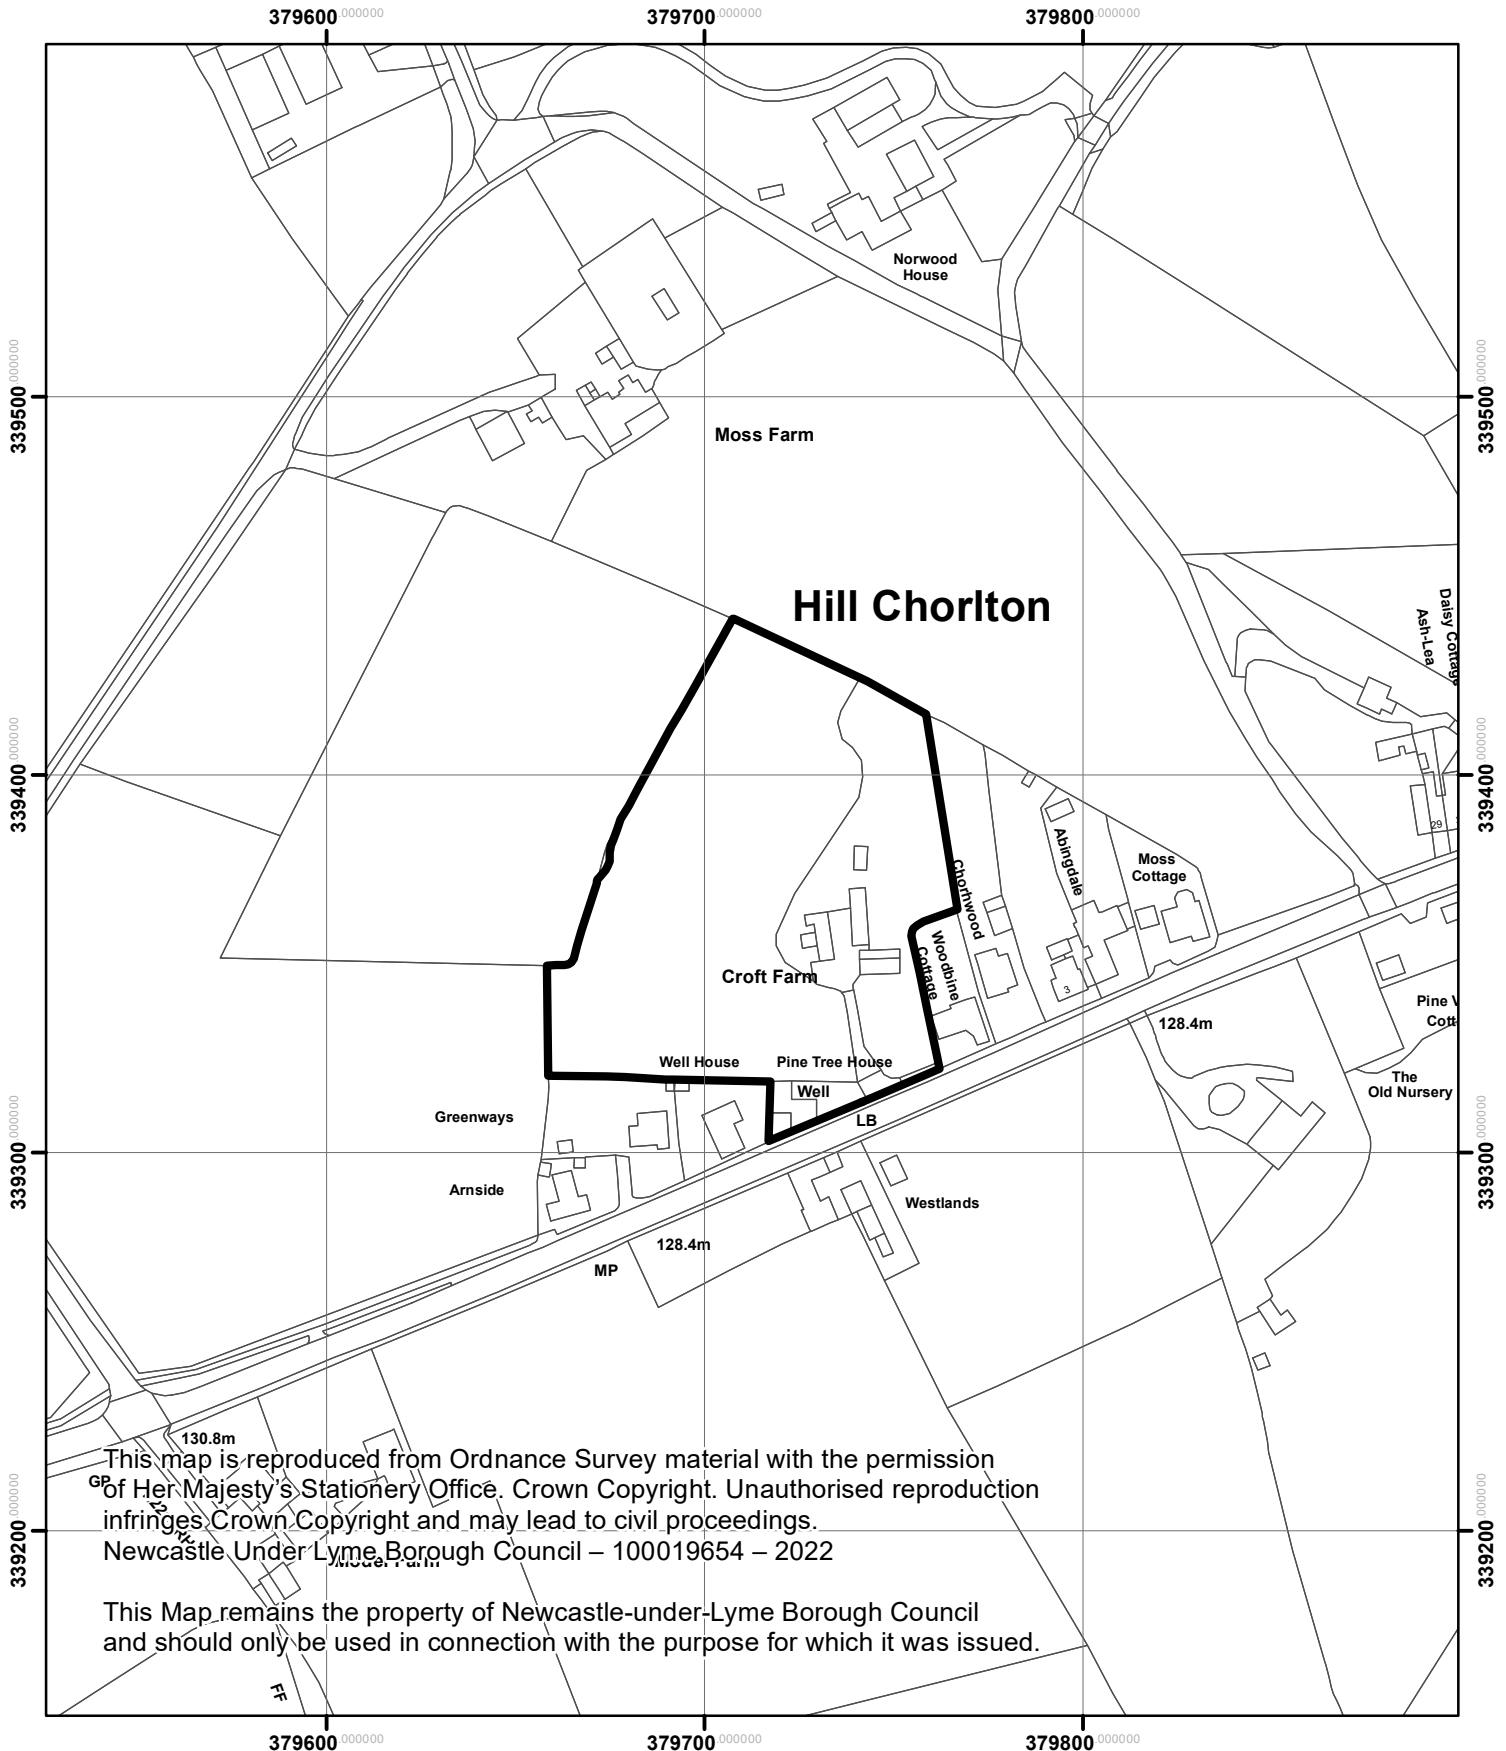 379600.000000
379700.000000
379800.000000
339500.000000
339500.000000
Norwood
House
Moss Farm
Hill Chorlton
Daisy Cottage
Ash-Lea
339400.000000
339400.000000
29
Chorhwood
Abingdale
Moss
Cottage
Woodbine
Cottage
Croft Farm
3
Pine V
Cott
128.4m
Well House
Pine Tree House
Well
The
Old Nursery
Greenways
LB
339300.000000
339300.000000
Arnside
Westlands
128.4m
MP
130.8m
GP
This map is reproduced from Ordnance Survey material with the permission
of Her Majesty's Stationery Office. Crown Copyright. Unauthorised reproduction
infringes Crown Copyright and may lead to civil proceedings.
Newcastle Under Lyme Borough Council – 100019654 – 2022
Model Farm
339200.000000
339200.000000
This Map remains the property of Newcastle-under-Lyme Borough Council
and should only be used in connection with the purpose for which it was issued.
FF
379600.000000
379700.000000
379800.000000